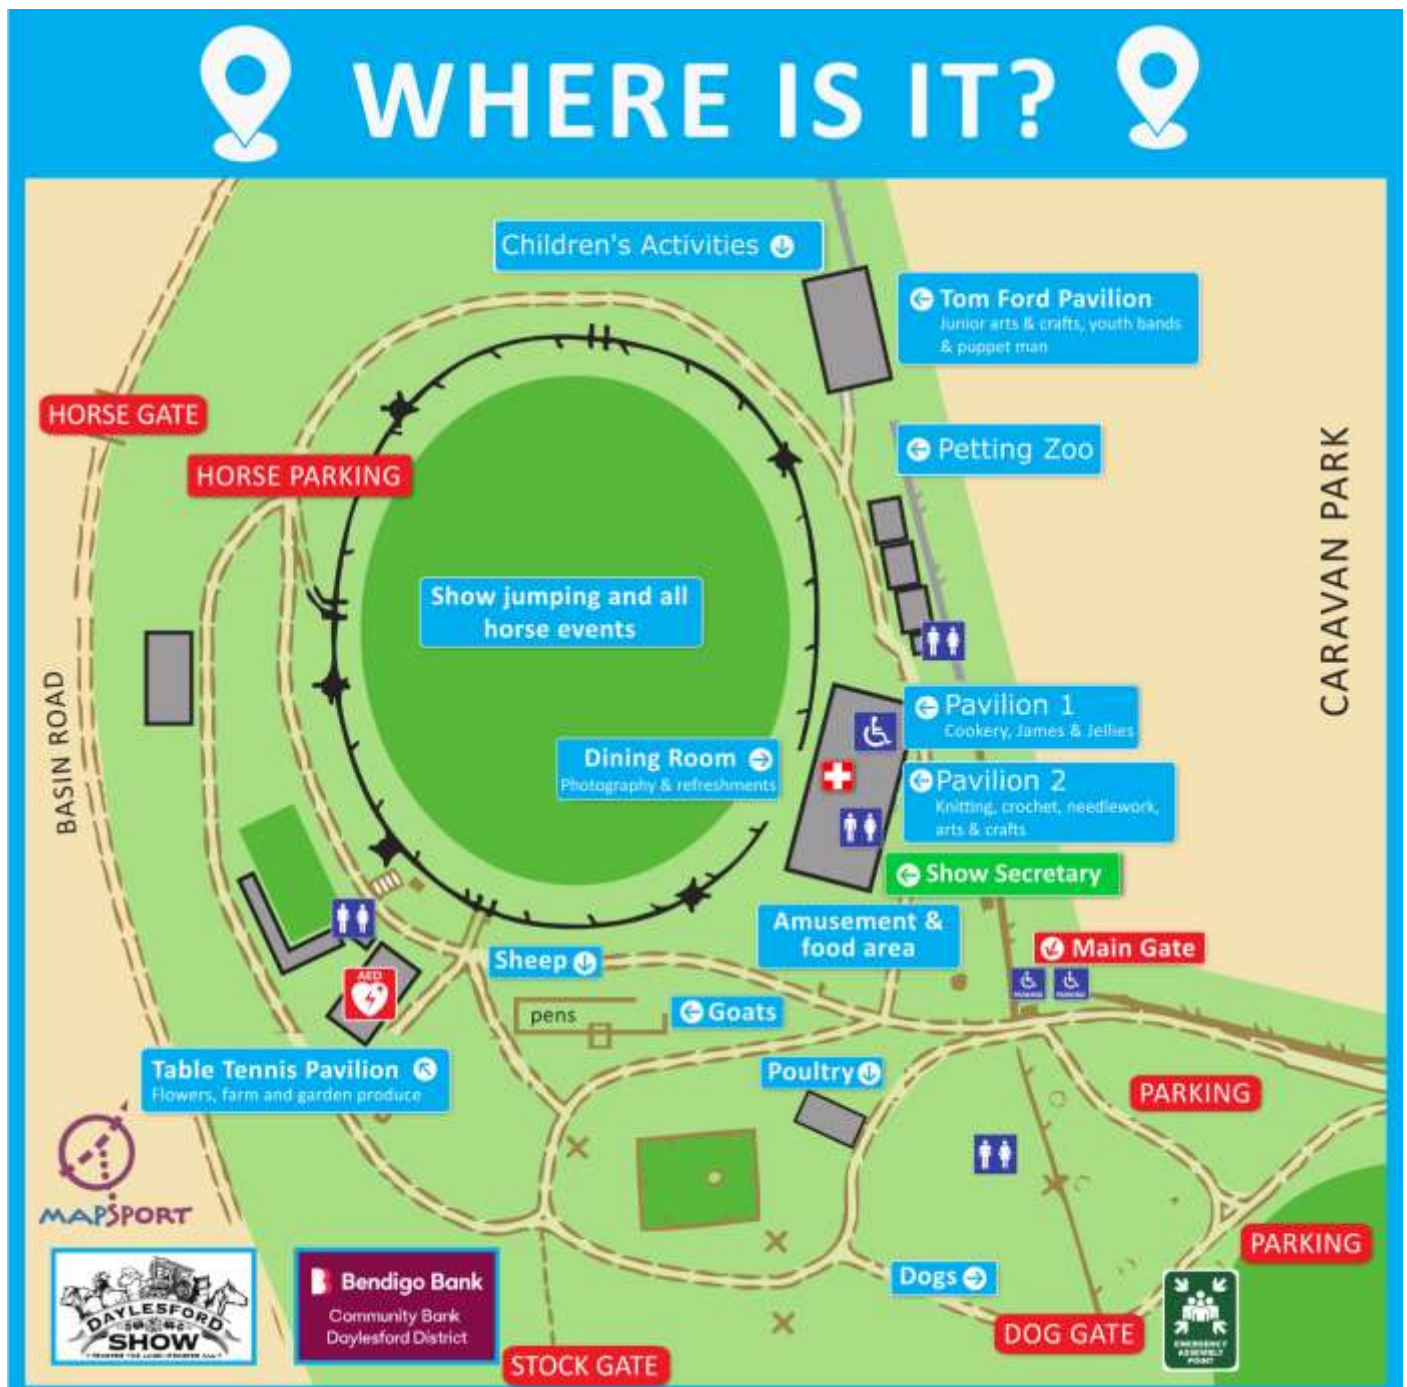 WHERE IS IT?
Children's Activities
Tom Ford Pavilion
Junior arts & crafts, youth bands
& puppet man
HORSE GATE
Petting Zoo
HORSE PARKING
CARAVAN PARK
Show jumping and all
horse events
BASIN ROAD
Pavilion 1
Cookery, James & Jellies
Dining Room
Photography & refreshments
Pavilion 2
Knitting, crochet, needlework,
arts & crafts
Show Secretary
Amusement &
food area
Main Gate
Sheep
AED
pens
Goats
Table Tennis Pavilion
Flowers, farm and garden produce
Poultry
PARKING
MAPSPORT
PARKING
Dogs
DAYLESFORD
SHOW
Bendigo Bank
Community Bank
Daylesford District
DOG GATE
EMERGENCY
ASSEMBLY
POINT
STOCK GATE